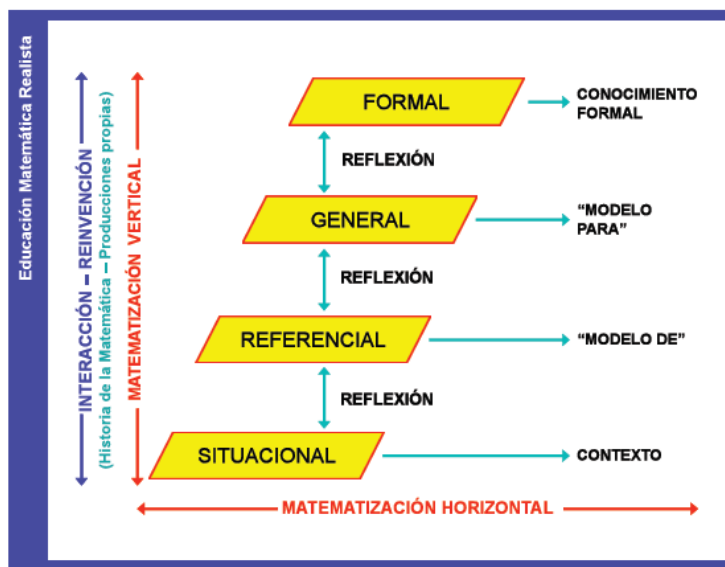 Educación Matemática Realista
INTERACCIÓN – REINVENCIÓN
(Historia de la Matemática – Producciones propias)
MATEMATIZACIÓN VERTICAL
FORMAL
CONOCIMIENTO
FORMAL
REFLEXIÓN
GENERAL
“MODELO
PARA”
REFLEXIÓN
REFERENCIAL
“MODELO DE”
REFLEXIÓN
SITUACIONAL
CONTEXTO
MATEMATIZACIÓN HORIZONTAL